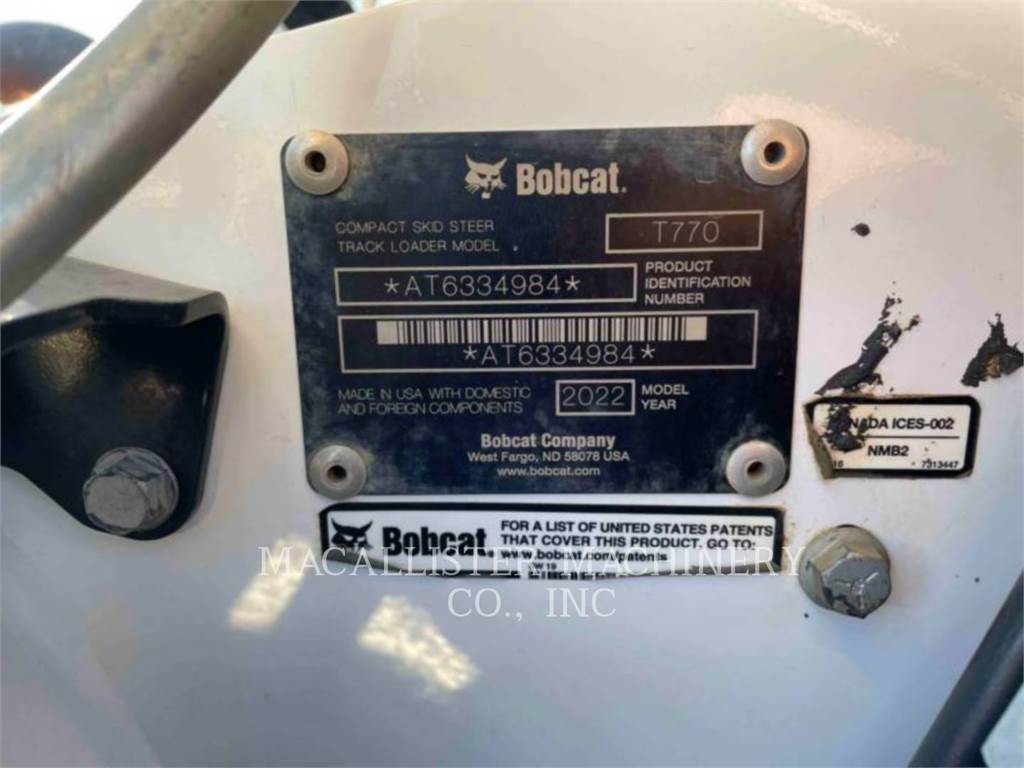 Bobcat.
COMPACT SKID STEER
TRACK LOADER MODEL
T770
*AT6334984*
PRODUCT
IDENTIFICATION
NUMBER
*AT6334984*
MADE IN USA WITH DOMESTIC
AND FOREIGN COMPONENTS
2022
MODEL
YEAR
Bobcat Company
West Fargo, ND 58078 USA
www.bobcat.com
NADA ICES-002
NMB2
7313447
Bobcat
FOR A LIST OF UNITED STATES PATENTS
THAT COVER THIS PRODUCT, GO TO:
www.bobcat.com/patents
MACALLISTER MACHINERY
CO., INC